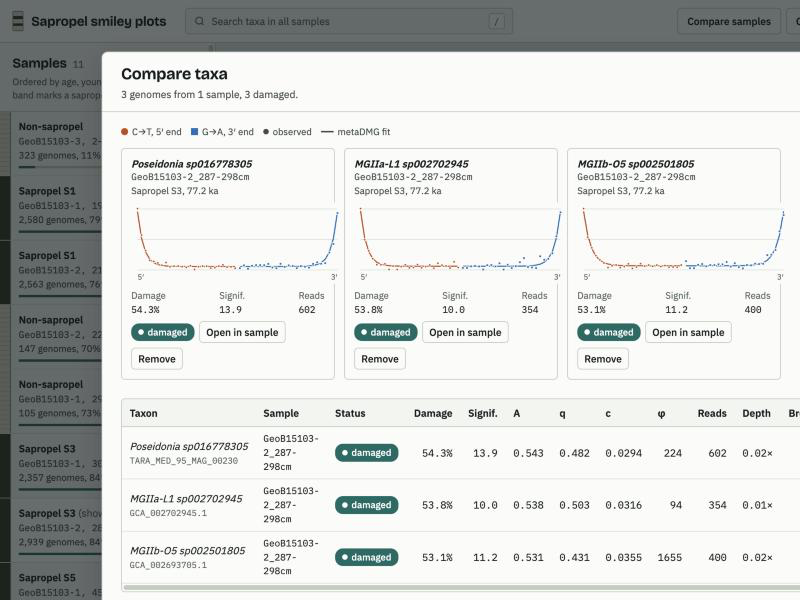 Sapropel smiley plots
Search taxa in all samples
/
Compare samples
Samples 11
Ordered by age, youn
band marks a saprop
Non-sapropel
GeoB15103-3, 2-
323 genomes, 11%
Sapropel S1
GeoB15103-1, 19
2,580 genomes, 79
Sapropel S1
GeoB15103-2, 21
2,563 genomes, 76
Non-sapropel
GeoB15103-2, 22
147 genomes, 70%
Non-sapropel
GeoB15103-1, 29
105 genomes, 73%
Sapropel S3
GeoB15103-1, 30
2,357 genomes, 84
Sapropel S3 (show
GeoB15103-2, 28
2,939 genomes, 84
Sapropel S5
GeoB15103-1, 45
Compare taxa
3 genomes from 1 sample, 3 damaged.
C→T, 5′ end G→A, 3′ end observed metaDMG fit
Poseidonia sp016778305
GeoB15103-2_287-298cm
Sapropel S3, 77.2 ka
5′ 3′
Damage Signif. Reads
54.3% 13.9 602
damaged Open in sample
Remove
MGIIa-L1 sp002702945
GeoB15103-2_287-298cm
Sapropel S3, 77.2 ka
5′ 3′
Damage Signif. Reads
53.8% 10.0 354
damaged Open in sample
Remove
MGIIb-O5 sp002501805
GeoB15103-2_287-298cm
Sapropel S3, 77.2 ka
5′ 3′
Damage Signif. Reads
53.1% 11.2 400
damaged Open in sample
Remove
Taxon Sample Status Damage Signif. A q c φ Reads Depth Br
Poseidonia sp016778305
TARA_MED_95_MAG_00230
GeoB15103-
2_287-
298cm
damaged 54.3% 13.9 0.543 0.482 0.0294 224 602 0.02×
MGIIa-L1 sp002702945
GCA_002702945.1
GeoB15103-
2_287-
298cm
damaged 53.8% 10.0 0.538 0.503 0.0316 94 354 0.01×
MGIIb-O5 sp002501805
GCA_002693705.1
GeoB15103-
2_287-
298cm
damaged 53.1% 11.2 0.531 0.431 0.0355 1655 400 0.02×